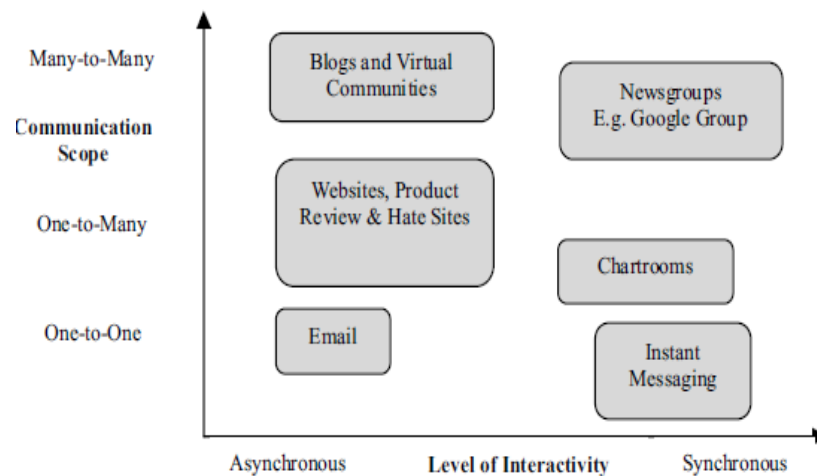 Many-to-Many
Blogs and Virtual
Communities
Newsgroups
E.g. Google Group
Communication
Scope
Websites, Product
Review & Hate Sites
One-to-Many
Chartrooms
One-to-One
Email
Instant
Messaging
Asynchronous
Level of Interactivity
Synchronous